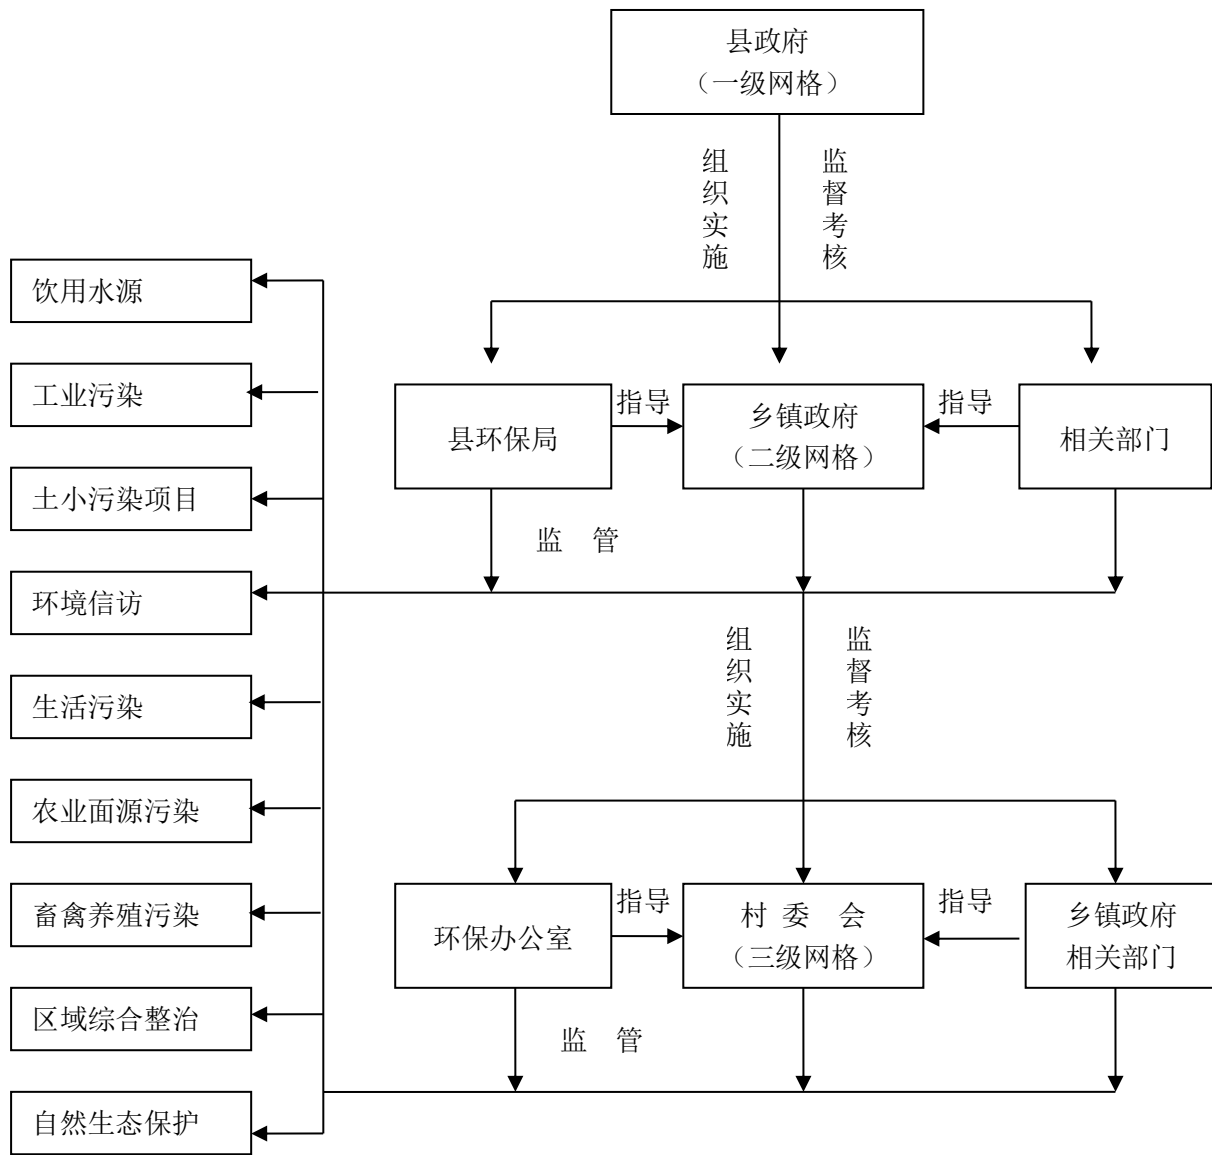 县政府
（一级网格）
组织实施
监督考核
饮用水源
工业污染
土小污染项目
环境信访
生活污染
农业面源污染
畜禽养殖污染
区域综合整治
自然生态保护
县环保局
指导
乡镇政府
（二级网格）
指导
相关部门
监 管
组织实施
监督考核
环保办公室
指导
村 委 会
（三级网格）
指导
乡镇政府
相关部门
监 管